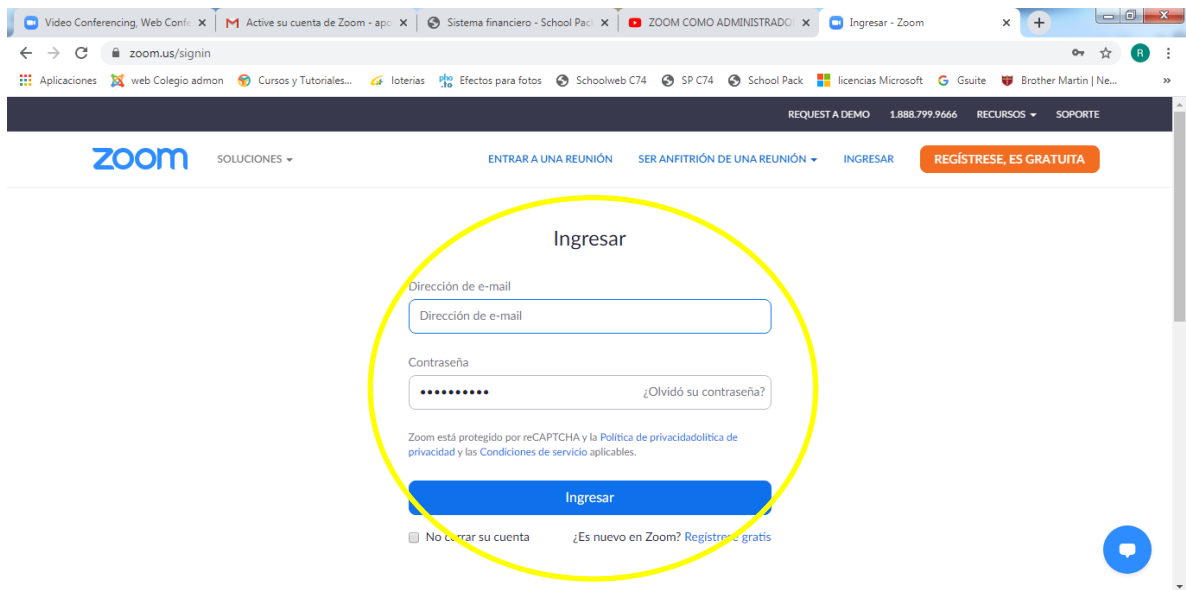 Video Conferencing, Web Confe
Active su cuenta de Zoom - apo
Sistema financiero - School Pac
ZOOM COMO ADMINISTRADO
Ingresar - Zoom
zoom.us/signin
R
Aplicaciones
web Colegio admon
Cursos y Tutoriales...
loterias
pho.to
Efectos para fotos
Schoolweb C74
SP C74
School Pack
licencias Microsoft
G Gsuite
Brother Martin | Ne...
REQUEST A DEMO 1.888.799.9666 RECURSOS SOPORTE
zoom SOLUCIONES ENTRAR A UNA REUNIÓN SER ANFITRIÓN DE UNA REUNIÓN INGRESAR REGÍSTRESE, ES GRATUITA
Ingresar
Dirección de e-mail
Dirección de e-mail
Contraseña
•••••••••• ¿Olvidó su contraseña?
Zoom está protegido por reCAPTCHA y la Política de privacidadolítica de
privacidad y las Condiciones de servicio aplicables.
Ingresar
No cerrar su cuenta ¿Es nuevo en Zoom? Regístrese gratis